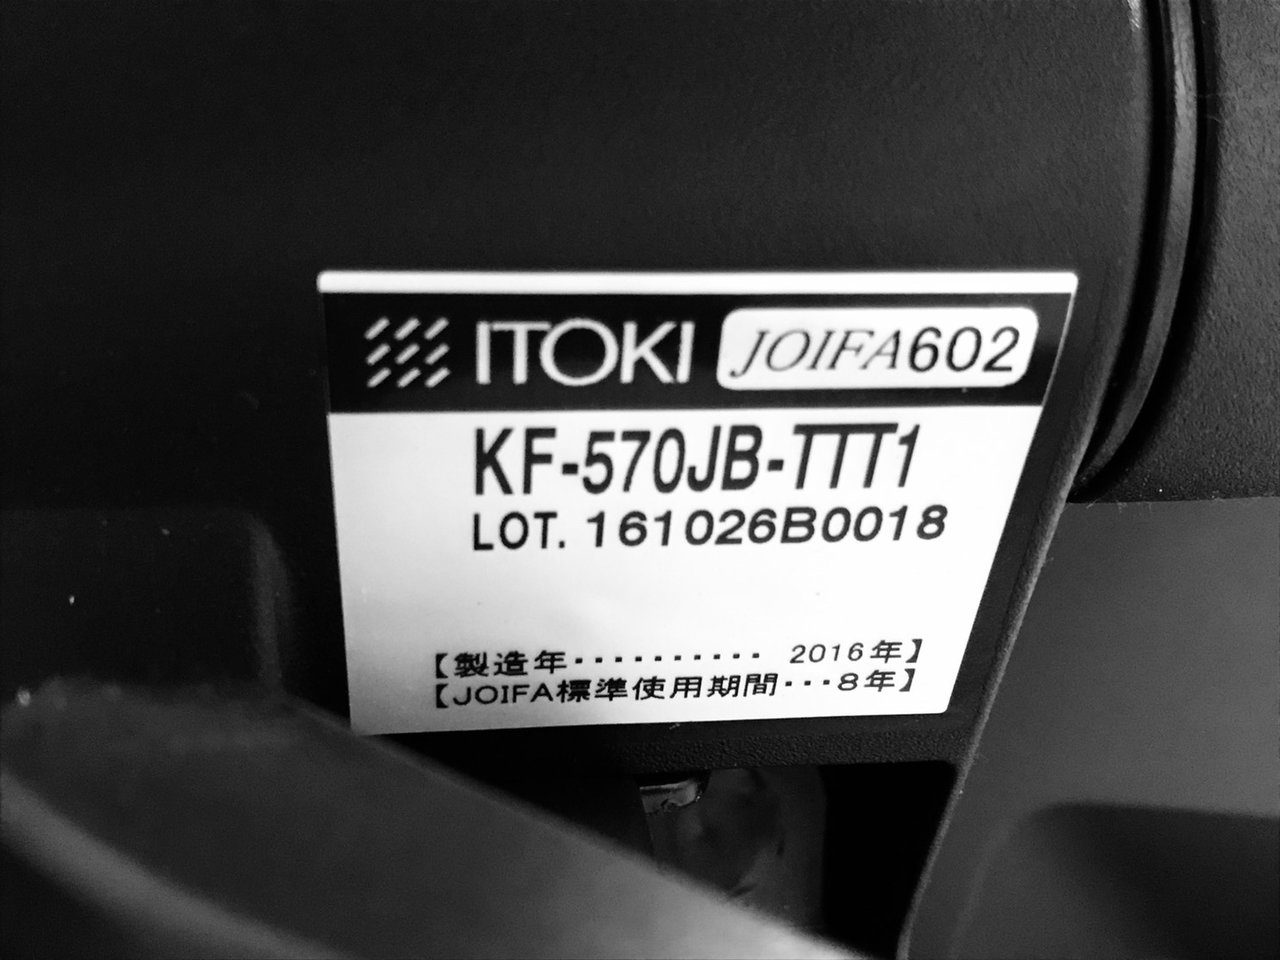 ITOKI JOIFA602
KF-570JB-TTT1
LOT. 161026B0018
【製造年・・・・・・・・・・ 2016年】
【JOIFA標準使用期間・・・8年】